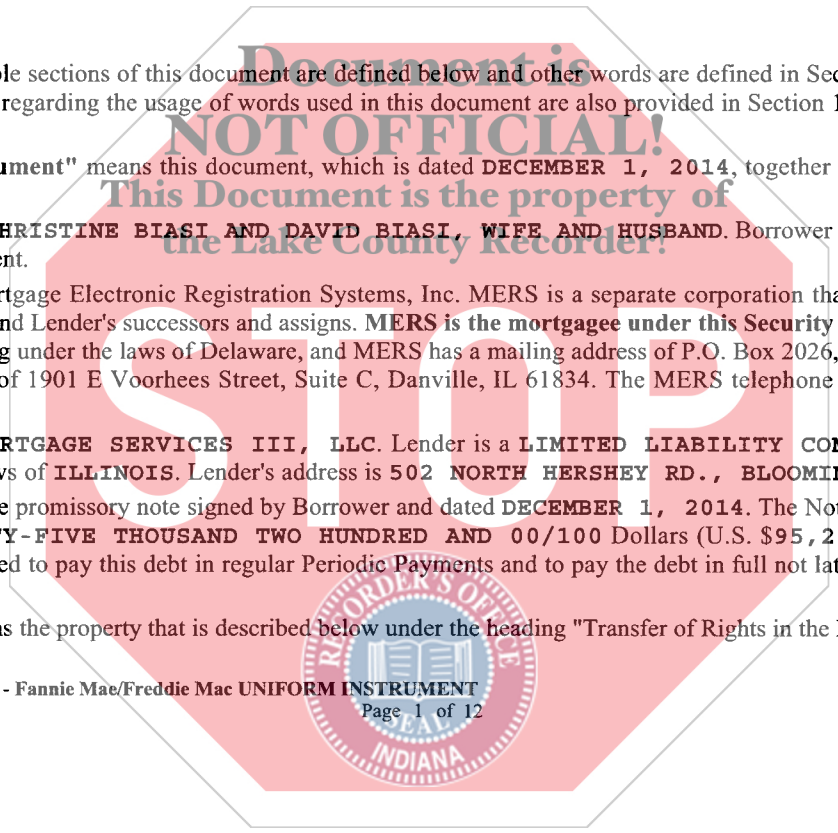 Document is
ple sections of this document are defined below and other words are defined in Sec
regarding the usage of words used in this document are also provided in Section 1
NOT OFFICIAL!
ument" means this document, which is dated DECEMBER 1, 2014, together
This Document is the property of
HRISTINE BIASI AND DAVID BIASI, WIFE AND HUSBAND. Borrower
the Lake County Recorder!
ent.
rtgage Electronic Registration Systems, Inc. MERS is a separate corporation tha
nd Lender's successors and assigns. MERS is the mortgagee under this Security
g under the laws of Delaware, and MERS has a mailing address of P.O. Box 2026,
of 1901 E Voorhees Street, Suite C, Danville, IL 61834. The MERS telephone
STOP
RTGAGE SERVICES III, LLC. Lender is a LIMITED LIABILITY COM
ws of ILLINOIS. Lender's address is 502 NORTH HERSHEY RD., BLOOMIN
e promissory note signed by Borrower and dated DECEMBER 1, 2014. The Not
TY-FIVE THOUSAND TWO HUNDRED AND 00/100 Dollars (U.S. $95,2
ed to pay this debt in regular Periodic Payments and to pay the debt in full not lat
RECORDER'S OFFICE
ns the property that is described below under the heading "Transfer of Rights in the
- Fannie Mae/Freddie Mac UNIFORM INSTRUMENT
Page 1 of 12
SEAL
INDIANA